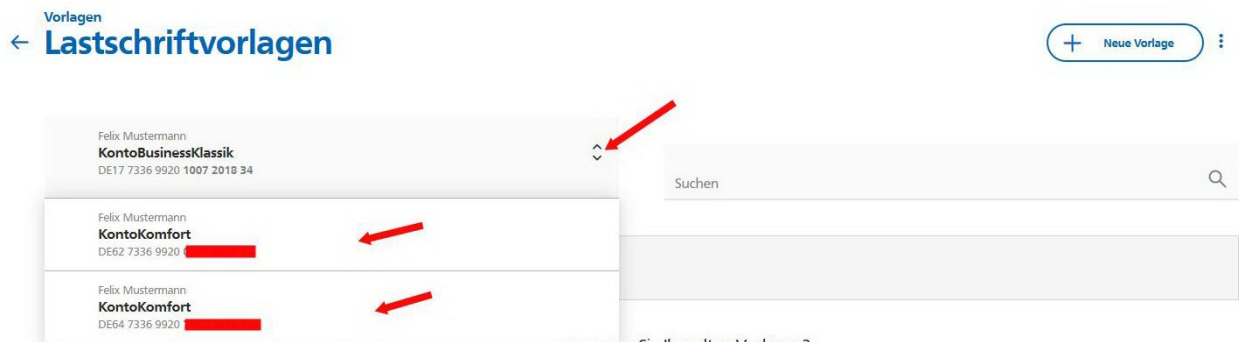 Vorlagen
Lastschriftvorlagen
Neue Vorlage
Felix Mustermann
KontoBusinessKlassik
DE17 7336 9920 1007 2018 34
Suchen
Felix Mustermann
KontoKomfort
DE62 7336 9920
Felix Mustermann
KontoKomfort
DE64 7336 9920